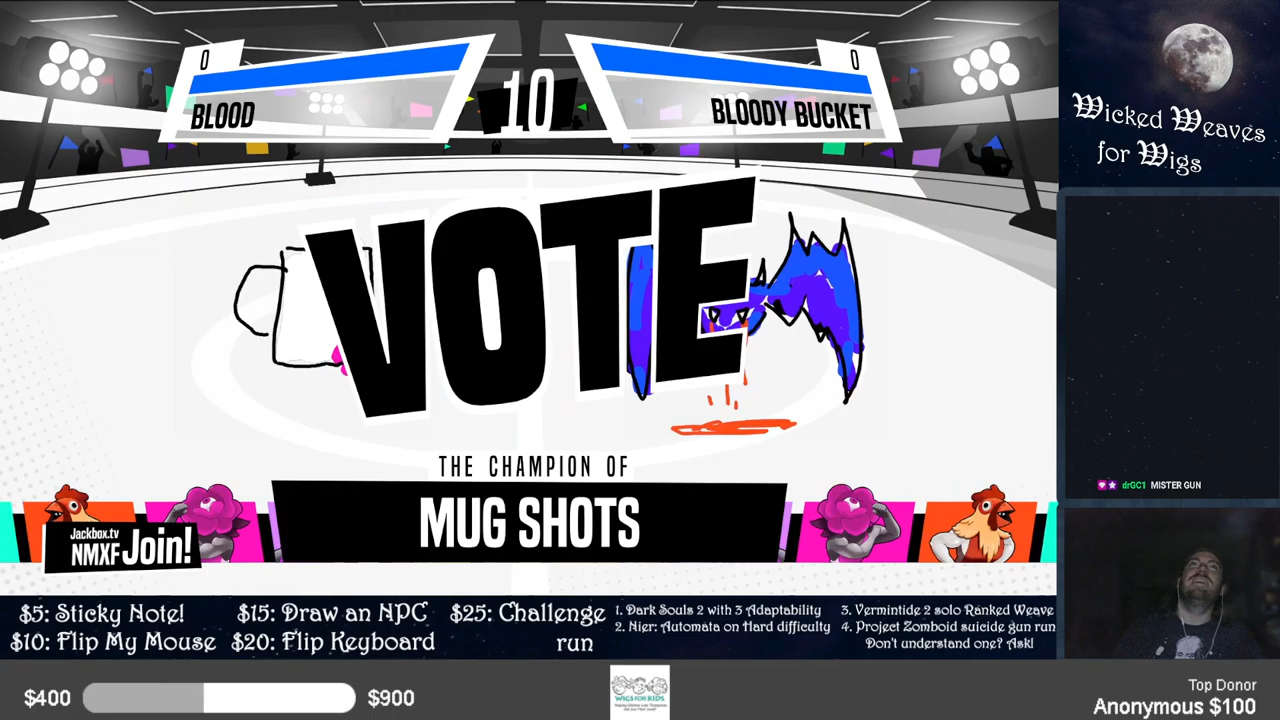 0
BLOOD
10
0
BLOODY BUCKET
VOTE
THE CHAMPION OF
MUG SHOTS
Jackbox.tv
NMXF Join!
Wicked Weaves
for Wigs
drGC1 MISTER GUN
$5: Sticky Note!
$10: Flip My Mouse
$15: Draw an NPC
$20: Flip Keyboard
$25: Challenge
run
1. Dark Souls 2 with 3 Adaptability
2. Nier: Automata on Hard difficulty
3. Vermintide 2 solo Ranked Weave
4. Project Zomboid suicide gun run
Don't understand one? Ask!
$400
$900
WIGS FOR KIDS
Top Donor
Anonymous $100